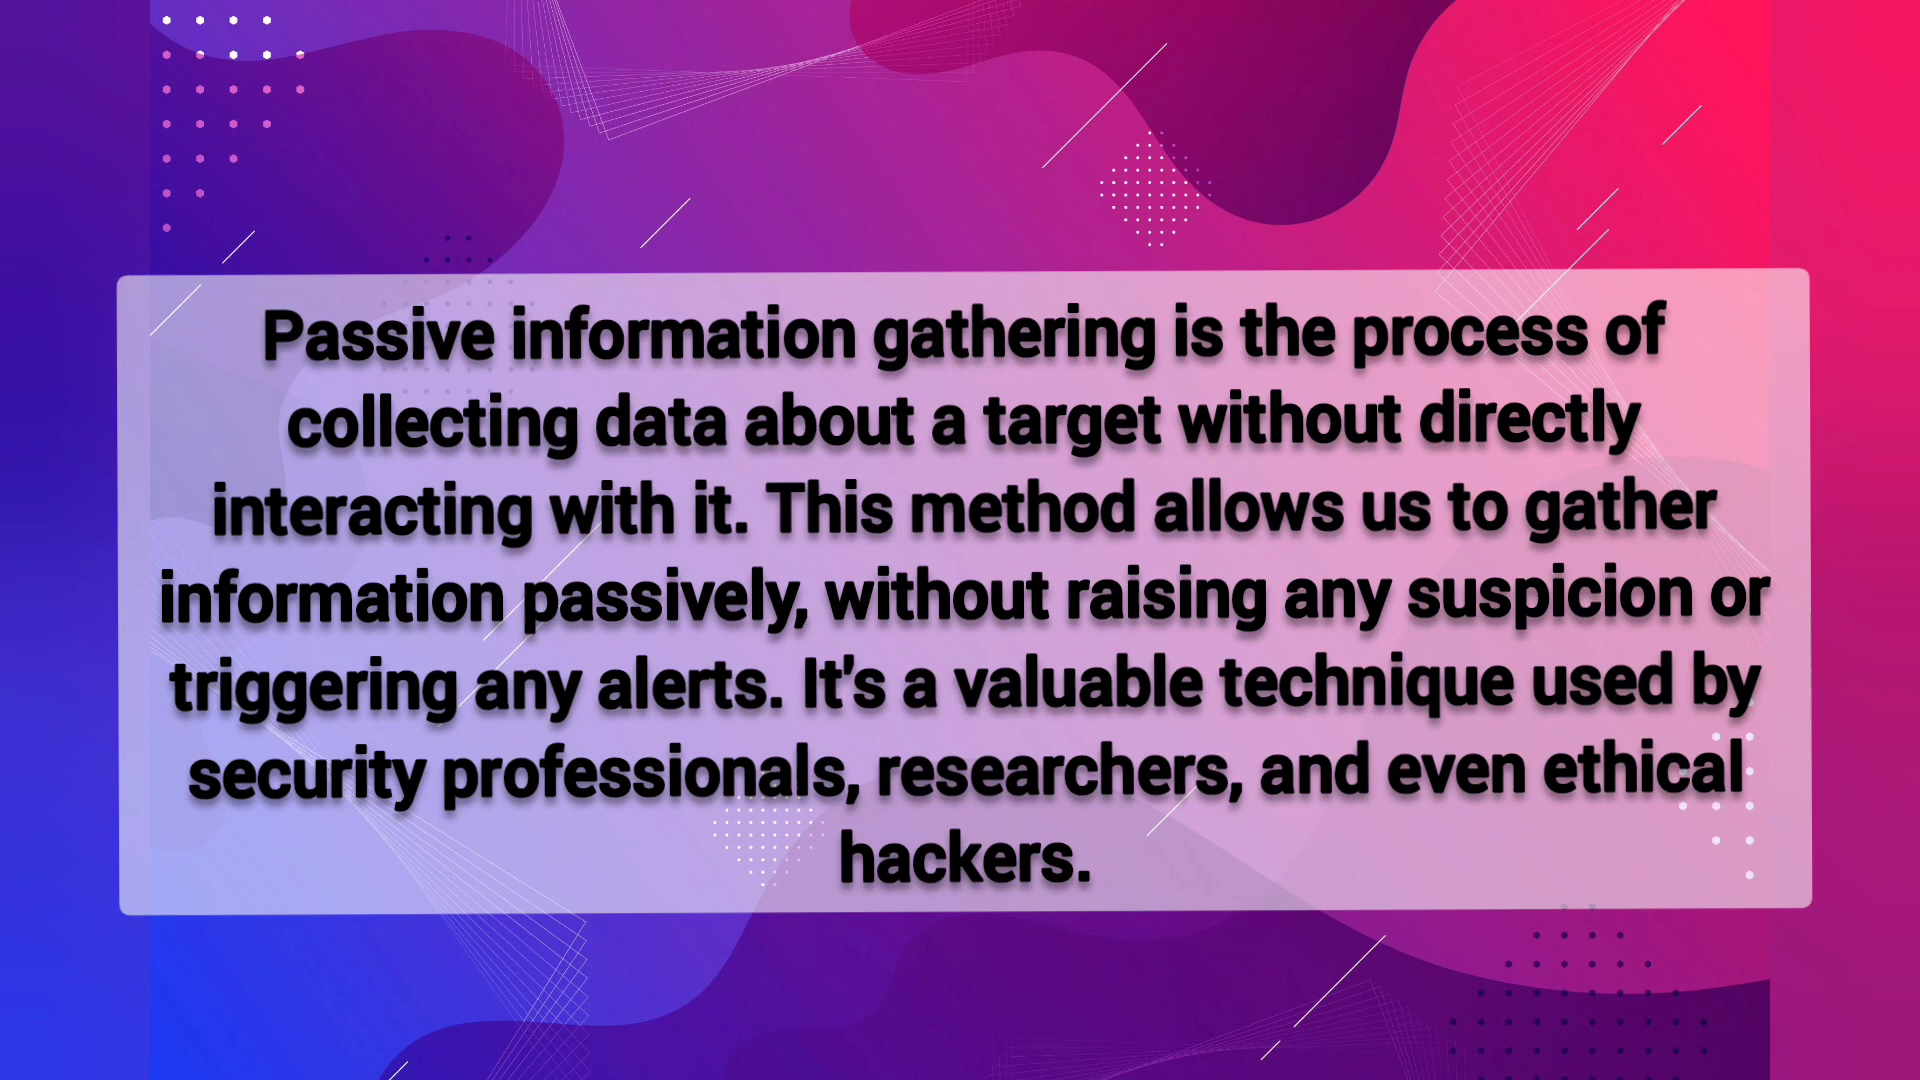 Passive information gathering is the process of
collecting data about a target without directly
interacting with it. This method allows us to gather
information passively, without raising any suspicion or
triggering any alerts. It's a valuable technique used by
security professionals, researchers, and even ethical
hackers.